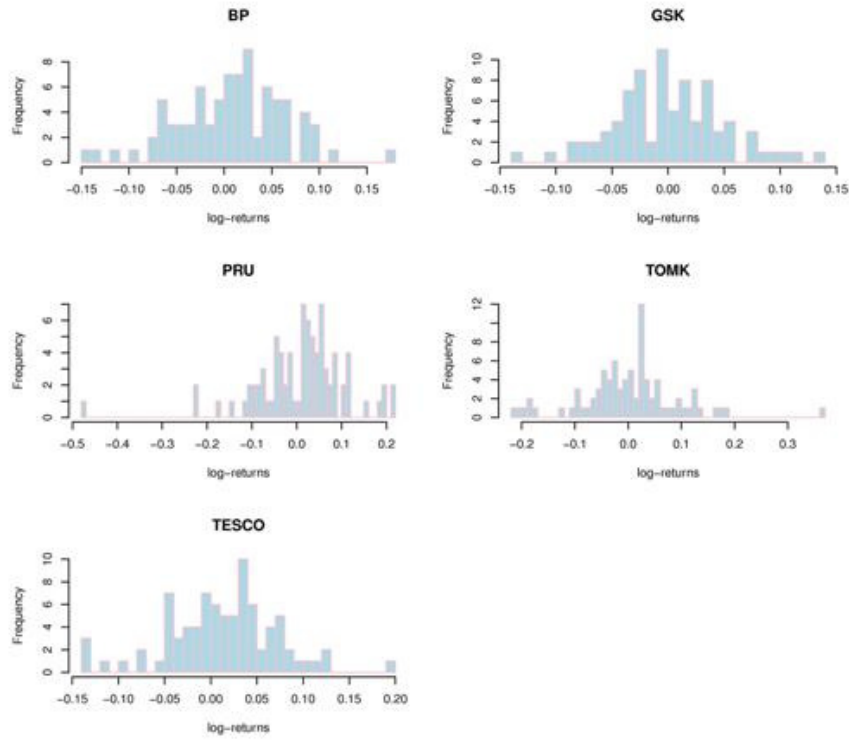 BP
Frequency
0 2 4 6 8
−0.15 −0.10 −0.05 0.00 0.05 0.10 0.15
log−returns
GSK
Frequency
0 2 4 6 8 10
−0.15 −0.10 −0.05 0.00 0.05 0.10 0.15
log−returns
PRU
Frequency
0 2 4 6
−0.5 −0.4 −0.3 −0.2 −0.1 0.0 0.1 0.2
log−returns
TOMK
Frequency
0 2 4 6 8 12
−0.2 −0.1 0.0 0.1 0.2 0.3
log−returns
TESCO
Frequency
0 2 4 6 8 10
−0.15 −0.10 −0.05 0.00 0.05 0.10 0.15 0.20
log−returns